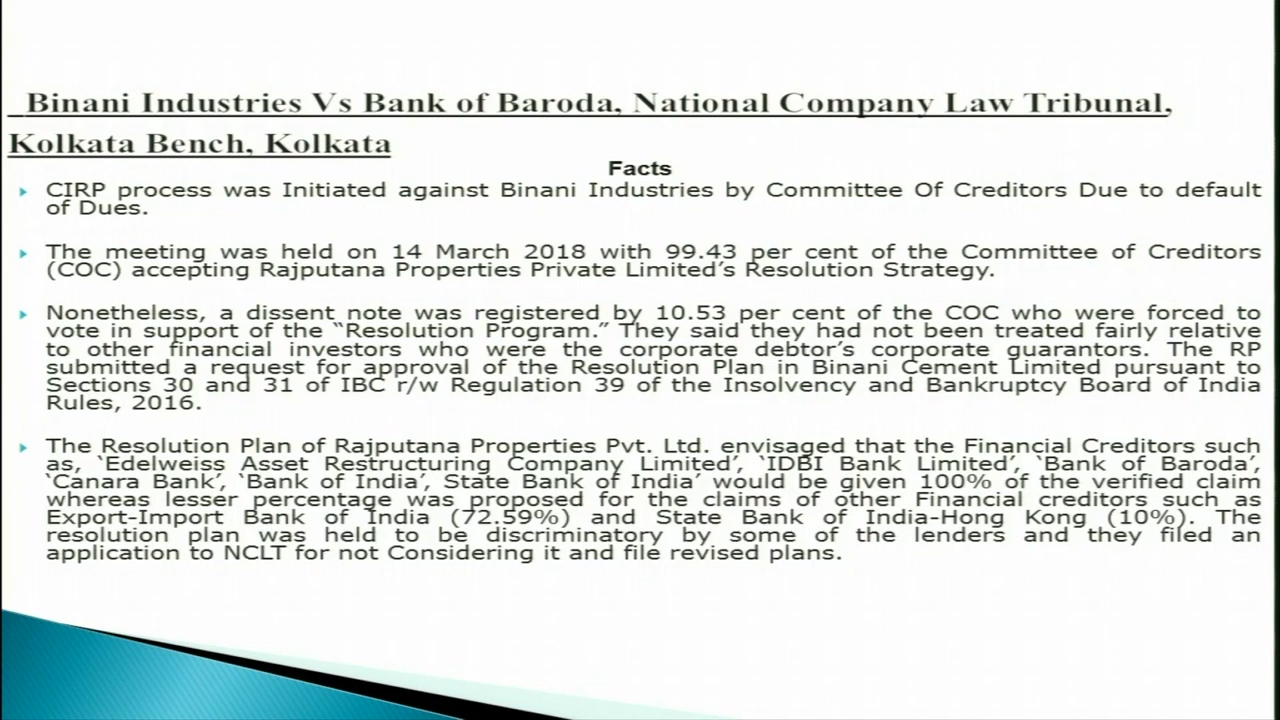 Binani Industries Vs Bank of Baroda, National Company Law Tribunal,
Kolkata Bench, Kolkata
Facts
CIRP process was Initiated against Binani Industries by Committee Of Creditors Due to default
of Dues.
The meeting was held on 14 March 2018 with 99.43 per cent of the Committee of Creditors
(COC) accepting Rajputana Properties Private Limited’s Resolution Strategy.
Nonetheless, a dissent note was registered by 10.53 per cent of the COC who were forced to
vote in support of the “Resolution Program.” They said they had not been treated fairly relative
to other financial investors who were the corporate debtor’s corporate guarantors. The RP
submitted a request for approval of the Resolution Plan in Binani Cement Limited pursuant to
Sections 30 and 31 of IBC r/w Regulation 39 of the Insolvency and Bankruptcy Board of India
Rules, 2016.
The Resolution Plan of Rajputana Properties Pvt. Ltd. envisaged that the Financial Creditors such
as, ‘Edelweiss Asset Restructuring Company Limited’, ‘IDBI Bank Limited’, ‘Bank of Baroda’,
‘Canara Bank’, ‘Bank of India’, State Bank of India’ would be given 100% of the verified claim
whereas lesser percentage was proposed for the claims of other Financial creditors such as
Export-Import Bank of India (72.59%) and State Bank of India-Hong Kong (10%). The
resolution plan was held to be discriminatory by some of the lenders and they filed an
application to NCLT for not Considering it and file revised plans.